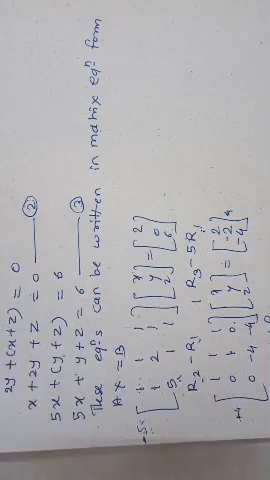 2y + (x+z) = 0
x + 2y + z = 0 — ②
5x + (y+z) = 6
5x + y + z = 6 — ③
These eqⁿs can be written in matrix eqⁿ form
AX = B
-5 [1 1 1; 1 2 1; 5 1 1] [x y z] = [2 0 6]
R₂ - R₁, R₃ - 5R₁
+4 [1 1 1; 0 1 0; 0 -4 -4] [x y z] = [2 -2 -4]